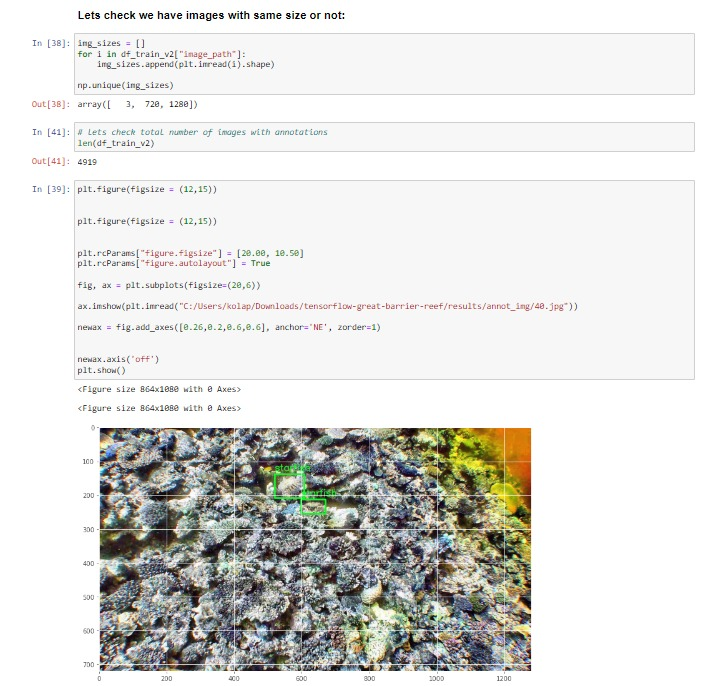 Lets check we have images with same size or not:
In [38]: img_sizes = []
for i in df_train_v2["image_path"]:
    img_sizes.append(plt.imread(i).shape)
np.unique(img_sizes)
Out[38]: array([   3,  720, 1280])
In [41]: # Lets check total number of images with annotations
len(df_train_v2)
Out[41]: 4919
In [39]: plt.figure(figsize = (12,15))
plt.figure(figsize = (12,15))
plt.rcParams["figure.figsize"] = [20.00, 10.50]
plt.rcParams["figure.autolayout"] = True
fig, ax = plt.subplots(figsize=(20,6))
ax.imshow(plt.imread("C:/Users/kolap/Downloads/tensorflow-great-barrier-reef/results/annot_img/40.jpg"))
newax = fig.add_axes([0.26,0.2,0.6,0.6], anchor='NE', zorder=1)
newax.axis('off')
plt.show()
<Figure size 864x1080 with 0 Axes>
<Figure size 864x1080 with 0 Axes>
0
100
starfish
200
starfish
300
400
500
600
700
0 200 400 600 800 1000 1200